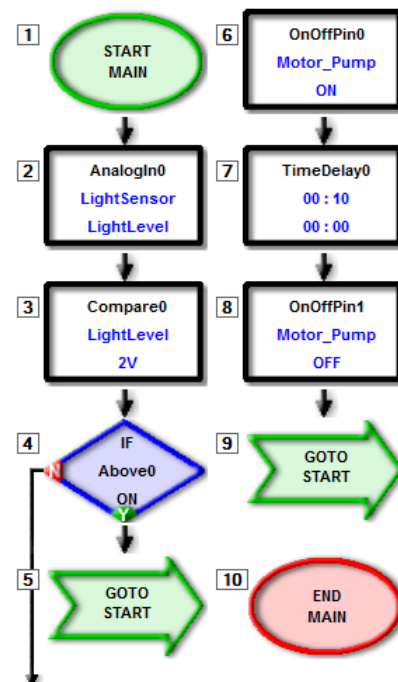 1
START
MAIN
2
AnalogIn0
LightSensor
LightLevel
3
Compare0
LightLevel
2V
4
IF
Above0
ON
N
Y
5
GOTO
START
6
OnOffPin0
Motor_Pump
ON
7
TimeDelay0
00 : 10
00 : 00
8
OnOffPin1
Motor_Pump
OFF
9
GOTO
START
10
END
MAIN